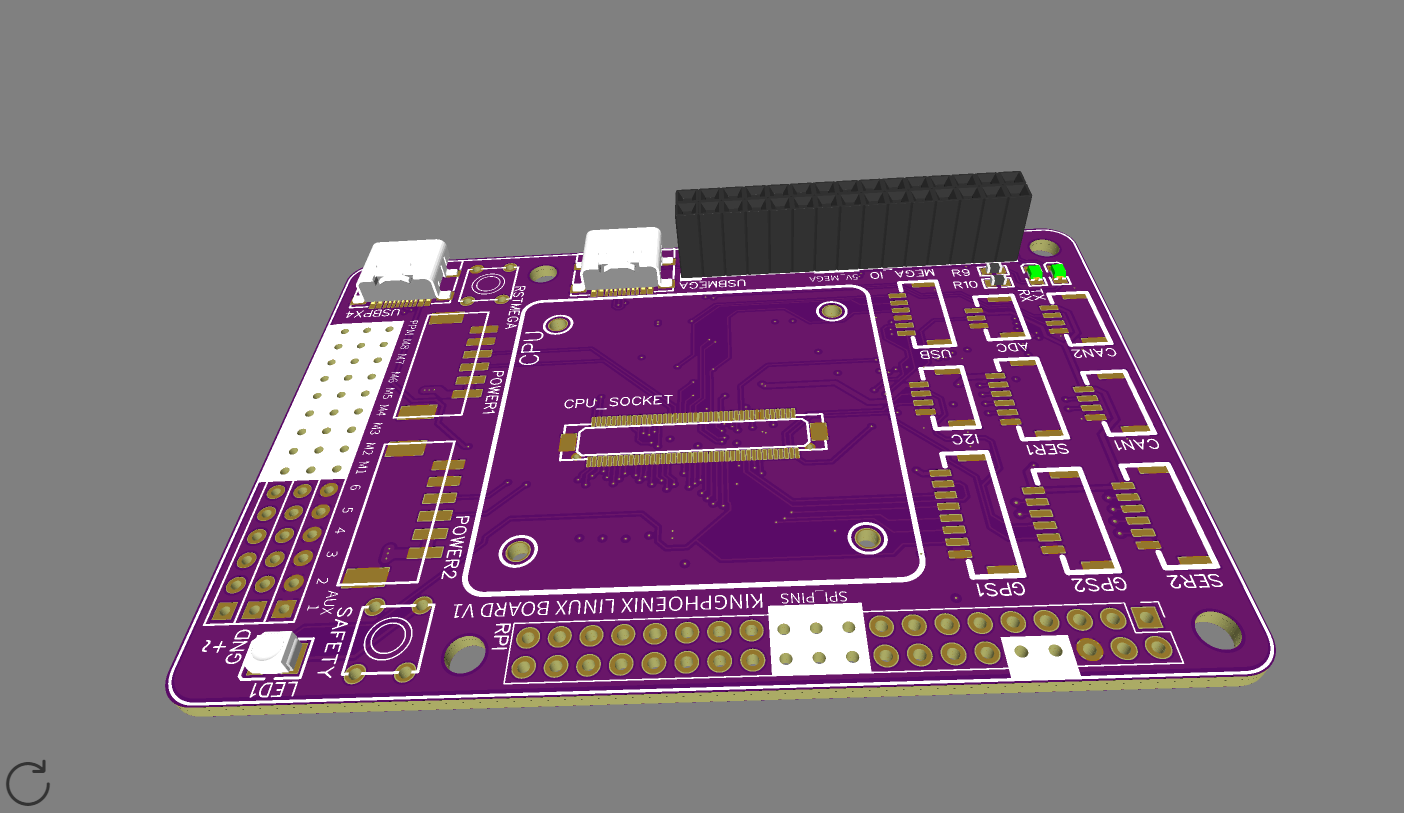 USBPX4
RSTMEGA
USBMEGA
-5V_MEGA
MEGA_IO
R9
R10
RX
TX
PPM
M8
M7
M6
M5
M4
M3
M2
M1
6
5
4
3
2
1
AUX
POWER1
POWER2
CPU
CPU_SOCKET
USB
ADC
CAN2
I2C
SER1
CAN1
GPS1
GPS2
SER2
KINGPHOENIX LINUX BOARD V1
SPI_PINS
RPI
SAFETY
GND
LED1